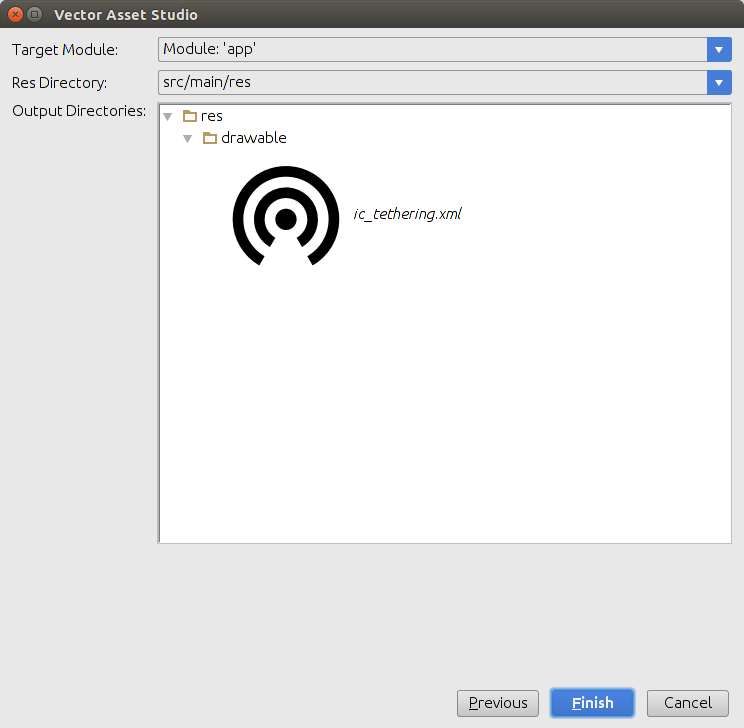 Vector Asset Studio
Target Module: Module: 'app'
Res Directory: src/main/res
Output Directories: res
drawable
ic_tethering.xml
Previous Finish Cancel